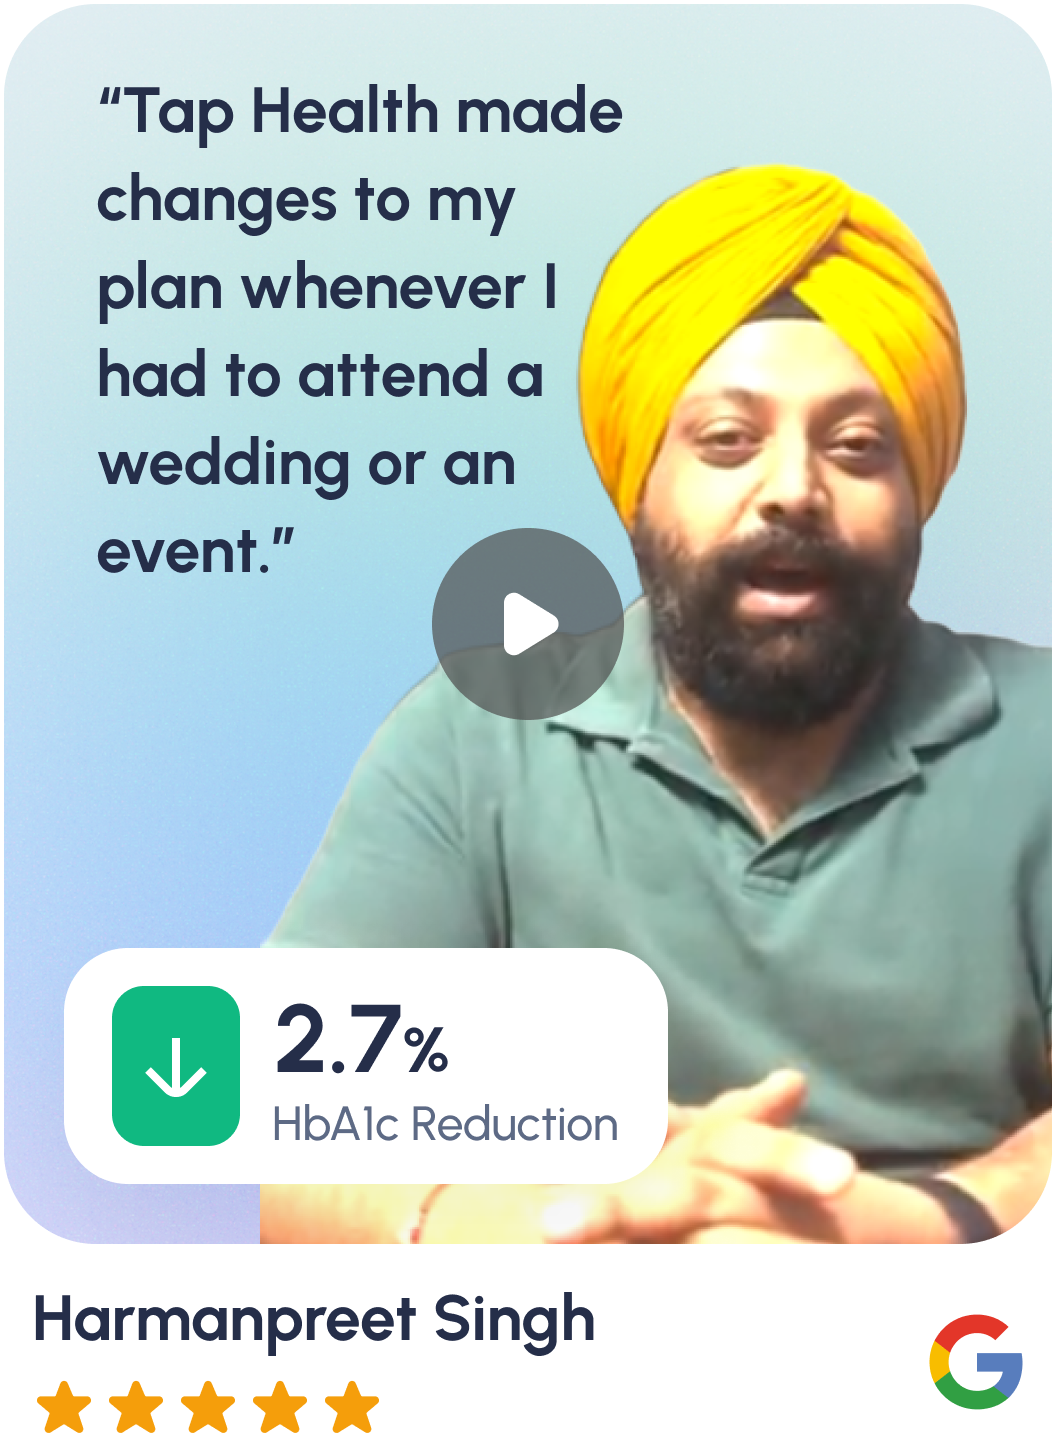 “Tap Health made
changes to my
plan whenever I
had to attend a
wedding or an
event.”
2.7%
HbA1c Reduction
Harmanpreet Singh